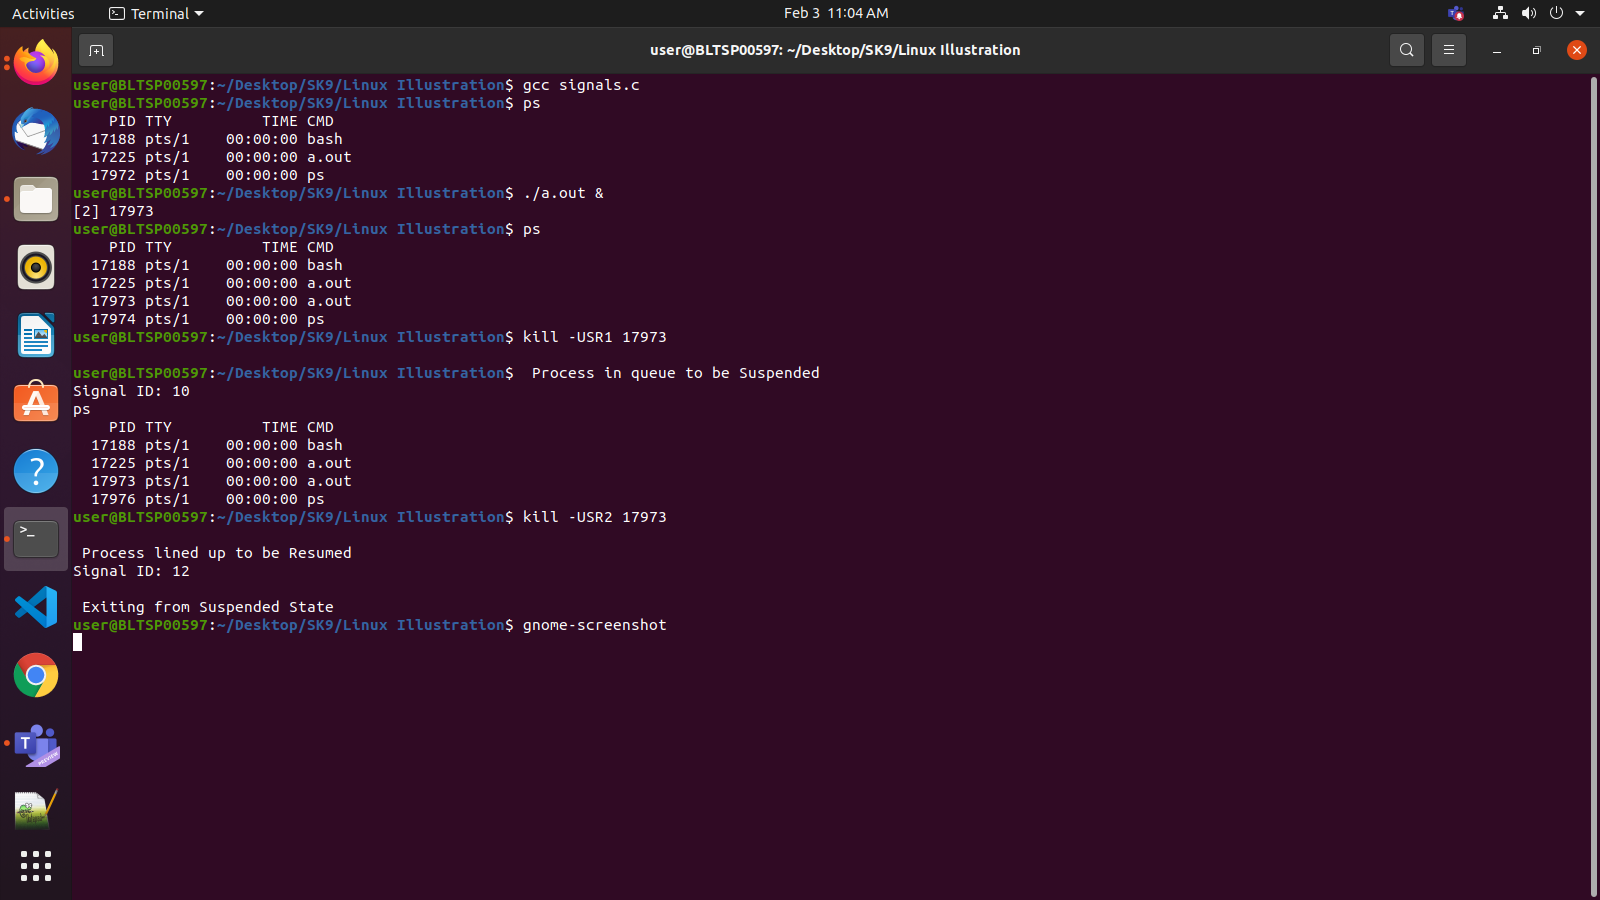 Activities Terminal Feb 3 11:04 AM
user@BLTSP00597: ~/Desktop/SK9/Linux Illustration
user@BLTSP00597:~/Desktop/SK9/Linux Illustration$ gcc signals.c
user@BLTSP00597:~/Desktop/SK9/Linux Illustration$ ps
    PID TTY          TIME CMD
  17188 pts/1    00:00:00 bash
  17225 pts/1    00:00:00 a.out
  17972 pts/1    00:00:00 ps
user@BLTSP00597:~/Desktop/SK9/Linux Illustration$ ./a.out &
[2] 17973
user@BLTSP00597:~/Desktop/SK9/Linux Illustration$ ps
    PID TTY          TIME CMD
  17188 pts/1    00:00:00 bash
  17225 pts/1    00:00:00 a.out
  17973 pts/1    00:00:00 a.out
  17974 pts/1    00:00:00 ps
user@BLTSP00597:~/Desktop/SK9/Linux Illustration$ kill -USR1 17973
user@BLTSP00597:~/Desktop/SK9/Linux Illustration$  Process in queue to be Suspended
Signal ID: 10
ps
    PID TTY          TIME CMD
  17188 pts/1    00:00:00 bash
  17225 pts/1    00:00:00 a.out
  17973 pts/1    00:00:00 a.out
  17976 pts/1    00:00:00 ps
user@BLTSP00597:~/Desktop/SK9/Linux Illustration$ kill -USR2 17973
 Process lined up to be Resumed
Signal ID: 12
 Exiting from Suspended State
user@BLTSP00597:~/Desktop/SK9/Linux Illustration$ gnome-screenshot
T
PREVIEW